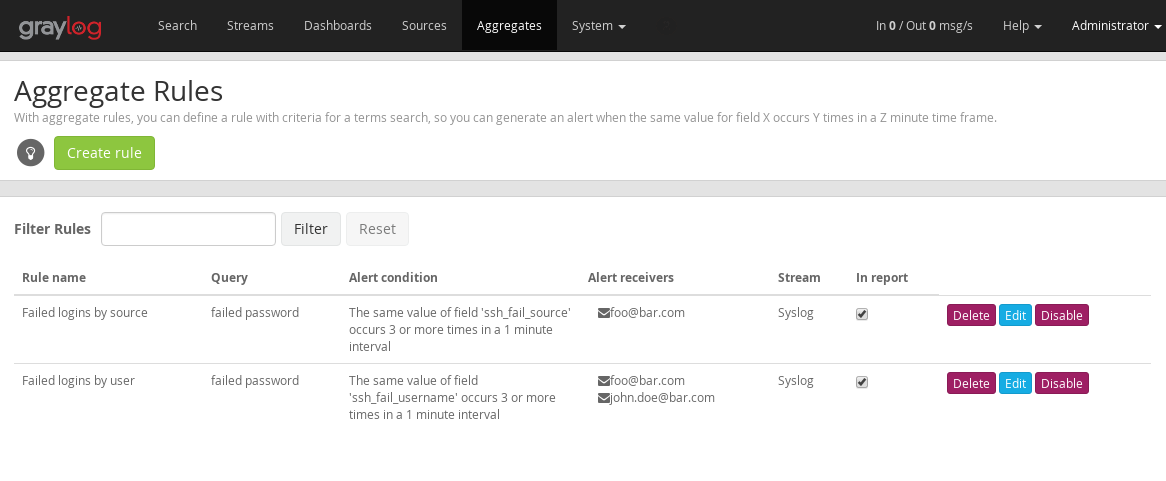 graylog Search Streams Dashboards Sources Aggregates System In 0 / Out 0 msg/s Help Administrator
Aggregate Rules
With aggregate rules, you can define a rule with criteria for a terms search, so you can generate an alert when the same value for field X occurs Y times in a Z minute time frame.
Create rule
Filter Rules Filter Reset
Rule name Query Alert condition Alert receivers Stream In report
Failed logins by source failed password The same value of field 'ssh_fail_source' foo@bar.com Syslog Delete Edit Disable
occurs 3 or more times in a 1 minute
interval
Failed logins by user failed password The same value of field foo@bar.com Syslog Delete Edit Disable
'ssh_fail_username' occurs 3 or more john.doe@bar.com
times in a 1 minute interval